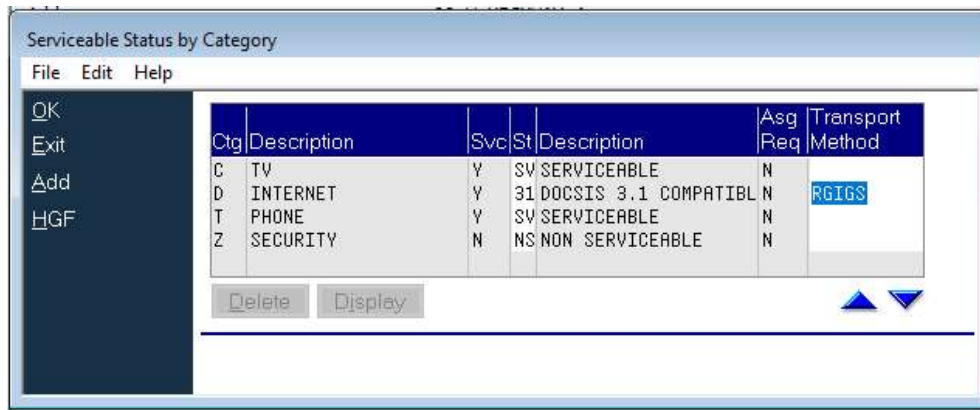 Serviceable Status by Category
File Edit Help
OK
Exit
Add
HGF
Asg Transport
Ctg Description Svc St Description Req Method
C TV Y SV SERVICEABLE N
D INTERNET Y 31 DOCSIS 3.1 COMPATIBL N RGIGS
T PHONE Y SV SERVICEABLE N
Z SECURITY N NS NON SERVICEABLE N
Delete Display